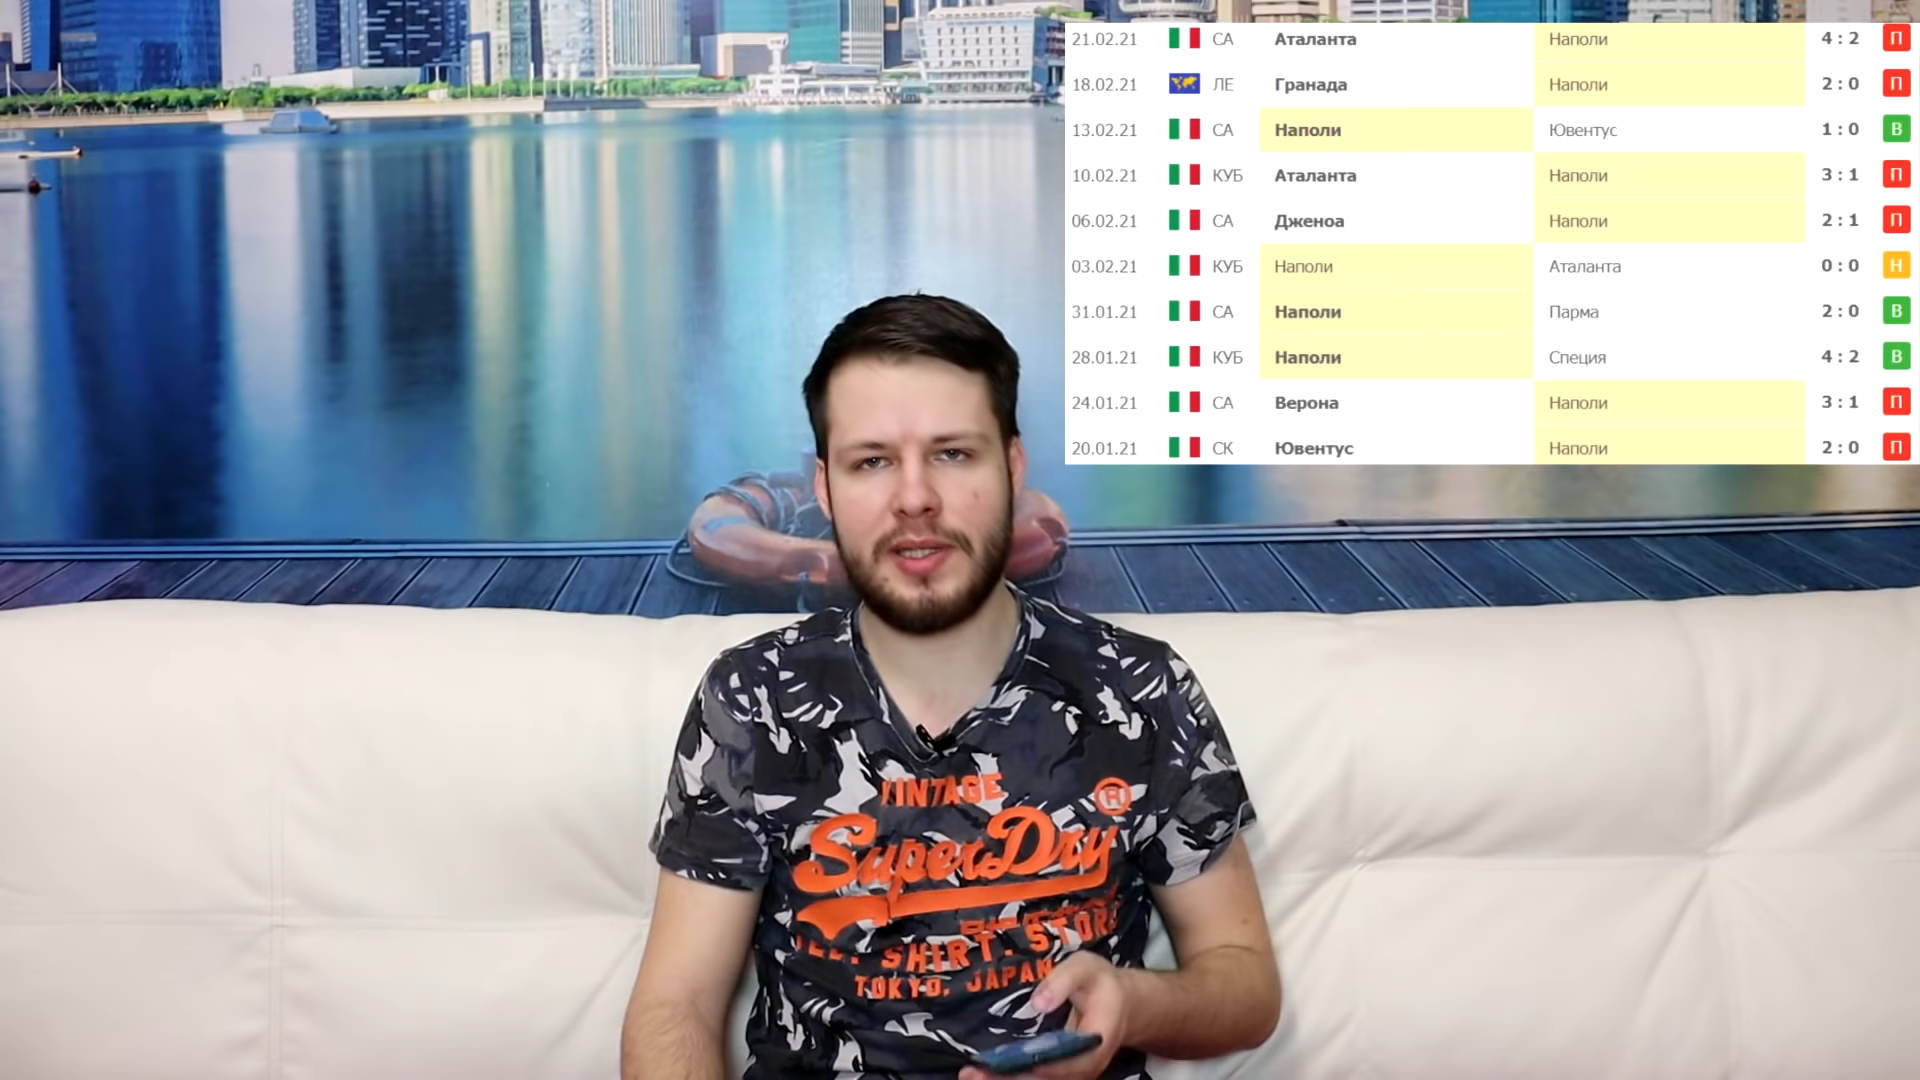 21.02.21 СА Аталанта Наполи 4 : 2 П
18.02.21 ЛЕ Гранада Наполи 2 : 0 П
13.02.21 СА Наполи Ювентус 1 : 0 В
10.02.21 КУБ Аталанта Наполи 3 : 1 П
06.02.21 СА Дженоа Наполи 2 : 1 П
03.02.21 КУБ Наполи Аталанта 0 : 0 Н
31.01.21 СА Наполи Парма 2 : 0 В
28.01.21 КУБ Наполи Специя 4 : 2 В
24.01.21 СА Верона Наполи 3 : 1 П
20.01.21 СК Ювентус Наполи 2 : 0 П
VINTAGE
SuperDry ®
SHIRT. STORE
TOKYO, JAPAN